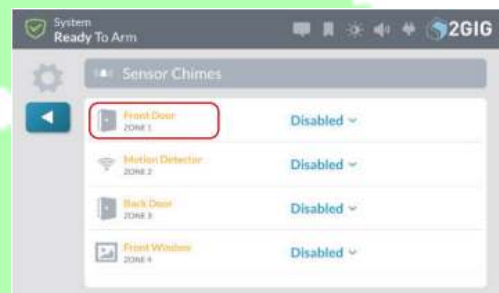 System
Ready To Arm
2GIG
Sensor Chimes
Front Door
ZONE 1
Disabled
Motion Detector
ZONE 2
Disabled
Back Door
ZONE 3
Disabled
Front Window
ZONE 4
Disabled